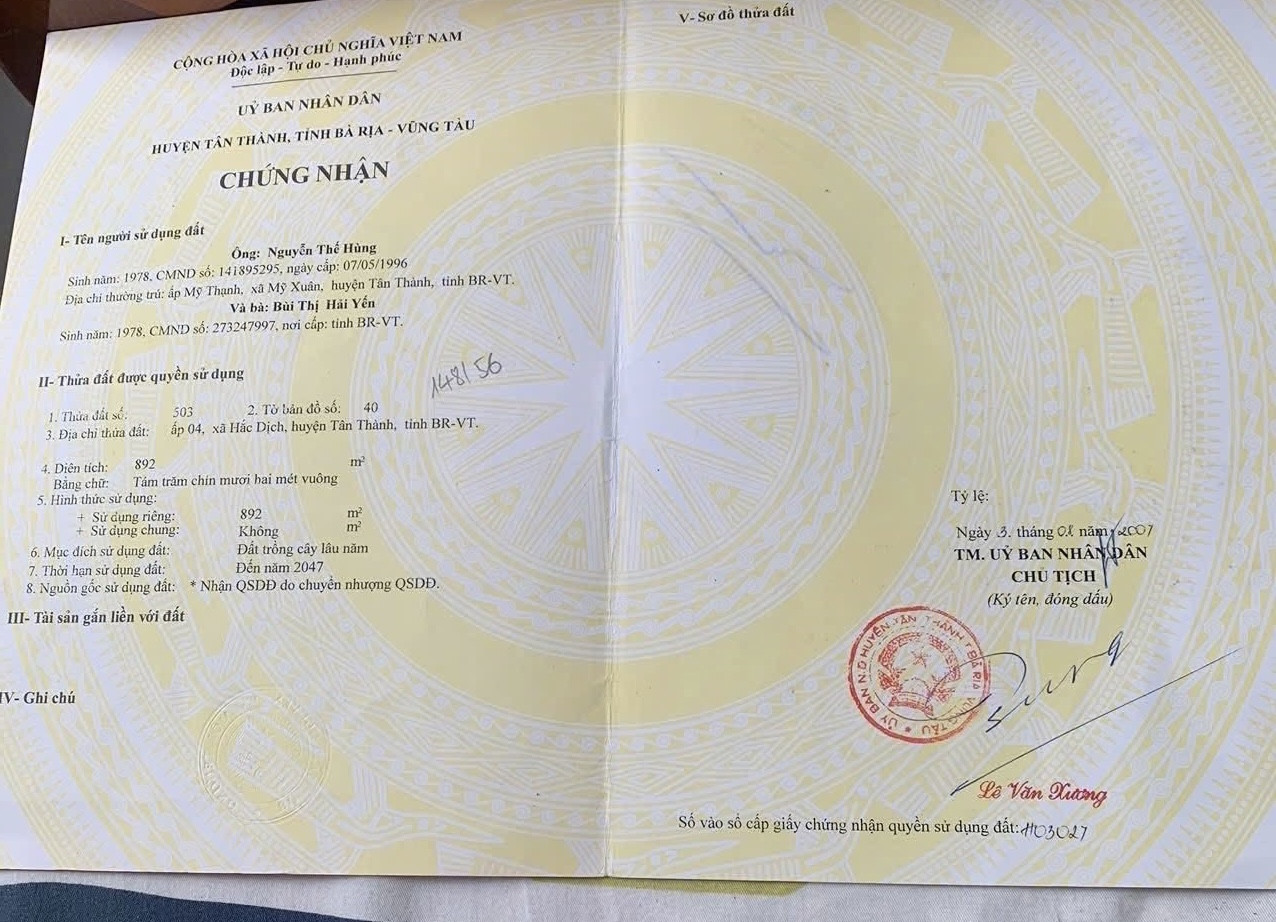 CỘNG HÒA XÃ HỘI CHỦ NGHĨA VIỆT NAM
Độc lập - Tự do - Hạnh phúc
UỶ BAN NHÂN DÂN
HUYỆN TÂN THÀNH, TỈNH BÀ RỊA - VŨNG TÀU
CHỨNG NHẬN
I- Tên người sử dụng đất
Ông: Nguyễn Thế Hùng
Sinh năm: 1978, CMND số: 141895295, ngày cấp: 07/05/1996
Địa chỉ thường trú: ấp Mỹ Thạnh, xã Mỹ Xuân, huyện Tân Thành, tỉnh BR-VT.
Và bà: Bùi Thị Hải Yến
Sinh năm: 1978, CMND số: 273247997, nơi cấp: tỉnh BR-VT.
II- Thửa đất được quyền sử dụng
148/56
1. Thửa đất số: 503 2. Tờ bản đồ số: 40
3. Địa chỉ thửa đất: ấp 04, xã Hắc Dịch, huyện Tân Thành, tỉnh BR-VT.
4. Diện tích: 892 m²
Bằng chữ: Tám trăm chín mươi hai mét vuông
5. Hình thức sử dụng:
+ Sử dụng riêng: 892 m²
+ Sử dụng chung: Không m²
6. Mục đích sử dụng đất: Đất trồng cây lâu năm
7. Thời hạn sử dụng đất: Đến năm 2047
8. Nguồn gốc sử dụng đất: * Nhận QSDĐ do chuyển nhượng QSDĐ.
III- Tài sản gắn liền với đất
IV- Ghi chú
V- Sơ đồ thửa đất
Tỷ lệ:
Ngày 3. tháng năm 2007
TM. UỶ BAN NHÂN DÂN
CHỦ TỊCH
(Ký tên, đóng dấu)
ỦY BAN N.D HUYỆN TÂN THÀNH T BÀ RỊA VŨNG TÀU
Lê Văn Xương
Số vào sổ cấp giấy chứng nhận quyền sử dụng đất: H03027